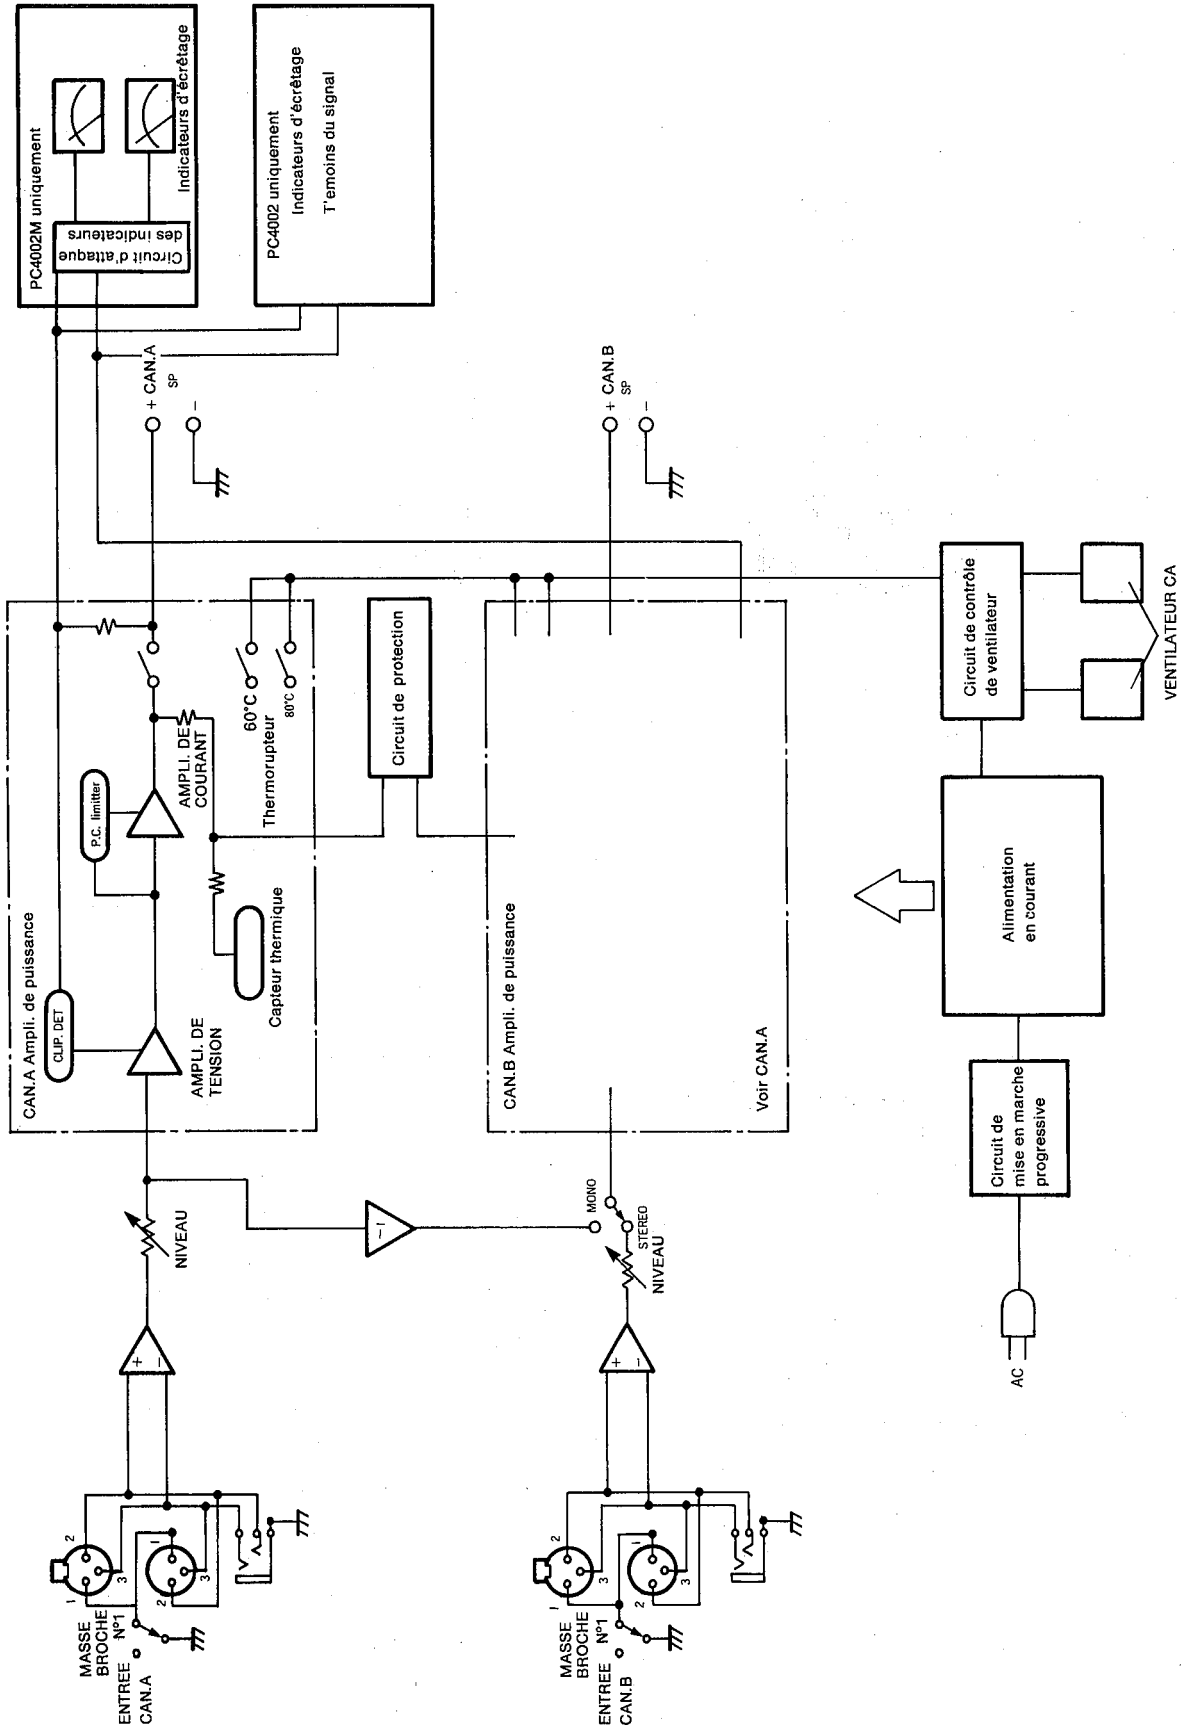 PC4002M uniquement
Circuit d'attaque
des indicateurs
Indicateurs d'écrêtage
PC4002 uniquement
Indicateurs d'écrêtage
T'emoins du signal
+ CAN.A
SP
−
+ CAN.B
SP
−
CAN.A Ampli. de puissance
CLIP. DET
AMPLI. DE
TENSION
P.C. limitter
AMPLI. DE
COURANT
60°C
80°C
Thermorupteur
Capteur thermique
Circuit de protection
CAN.B Ampli. de puissance
Voir CAN.A
NIVEAU
−1
MONO
STEREO
NIVEAU
+
−
+
−
ENTREE
CAN.A
MASSE
BROCHE
N°1
1
2
3
1
2
3
ENTREE
CAN.B
MASSE
BROCHE
N°1
1
2
3
1
2
3
AC
Circuit de
mise en marche
progressive
Alimentation
en courant
Circuit de contrôle
de ventilateur
VENTILATEUR CA